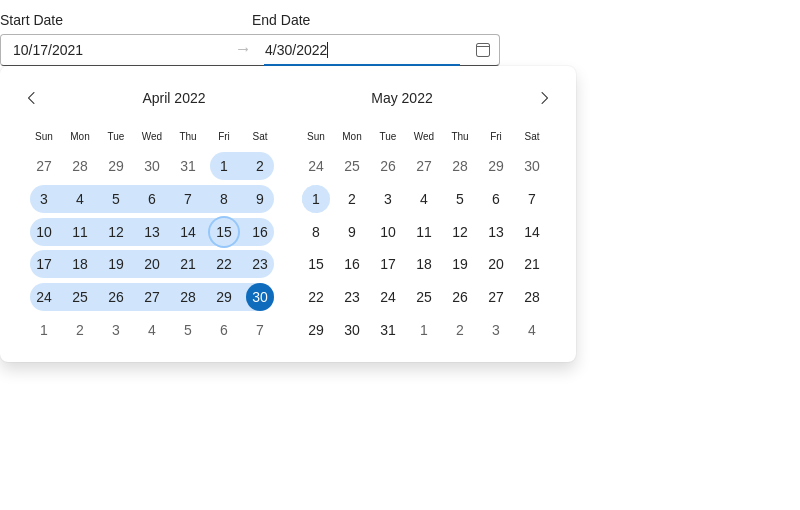 Start Date End Date
10/17/2021 → 4/30/2022
April 2022 May 2022
Sun Mon Tue Wed Thu Fri Sat Sun Mon Tue Wed Thu Fri Sat
27 28 29 30 31 1 2 24 25 26 27 28 29 30
3 4 5 6 7 8 9 1 2 3 4 5 6 7
10 11 12 13 14 15 16 8 9 10 11 12 13 14
17 18 19 20 21 22 23 15 16 17 18 19 20 21
24 25 26 27 28 29 30 22 23 24 25 26 27 28
1 2 3 4 5 6 7 29 30 31 1 2 3 4